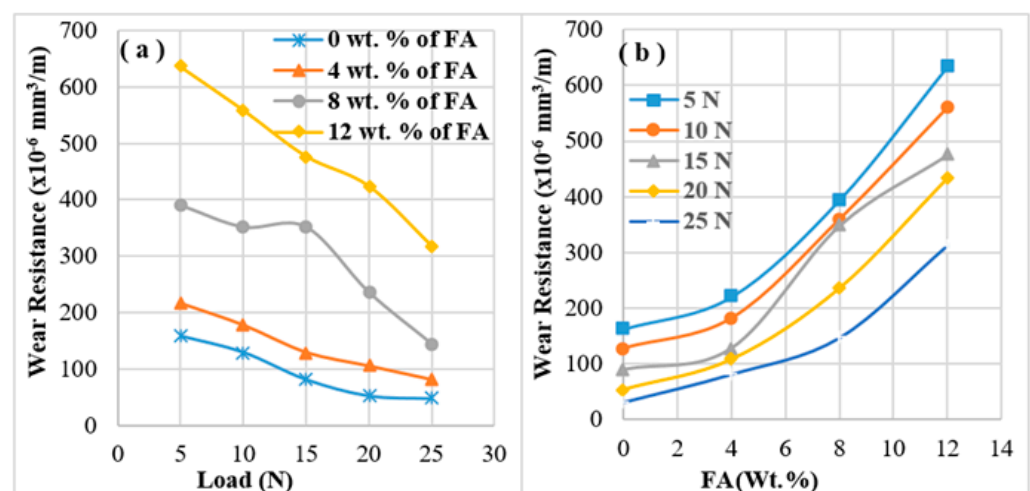 ( a )
Wear Resistance (x10⁻⁶ mm³/m)
700
600
500
400
300
200
100
0
0 wt. % of FA
4 wt. % of FA
8 wt. % of FA
12 wt. % of FA
0 5 10 15 20 25 30
Load (N)
( b )
Wear Resistance (x10⁻⁶ mm³/m)
700
600
500
400
300
200
100
0
5 N
10 N
15 N
20 N
25 N
0 2 4 6 8 10 12 14
FA(Wt.%)